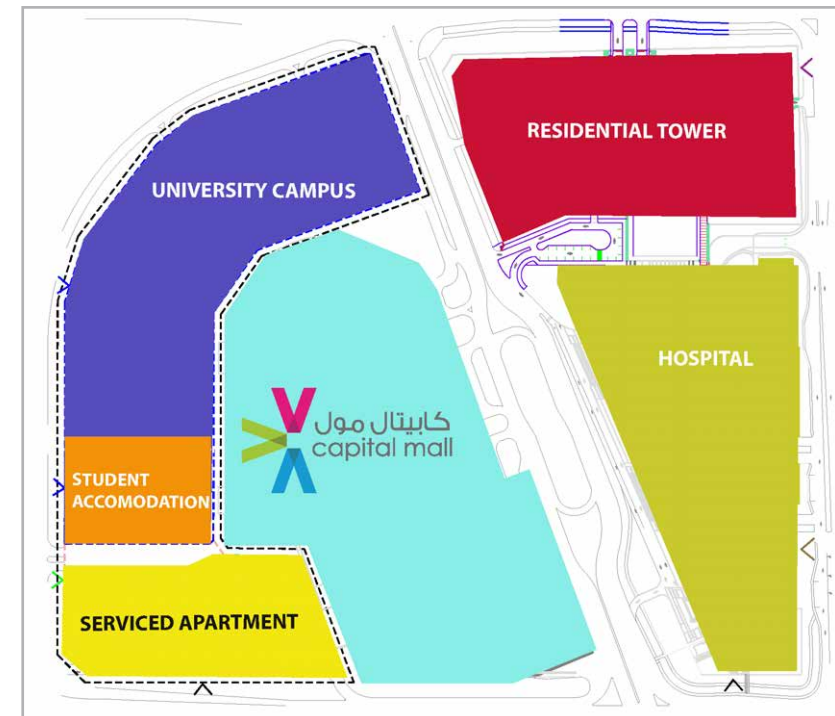 RESIDENTIAL TOWER
UNIVERSITY CAMPUS
HOSPITAL
كابيتال مول
capital mall
STUDENT
ACCOMODATION
SERVICED APARTMENT